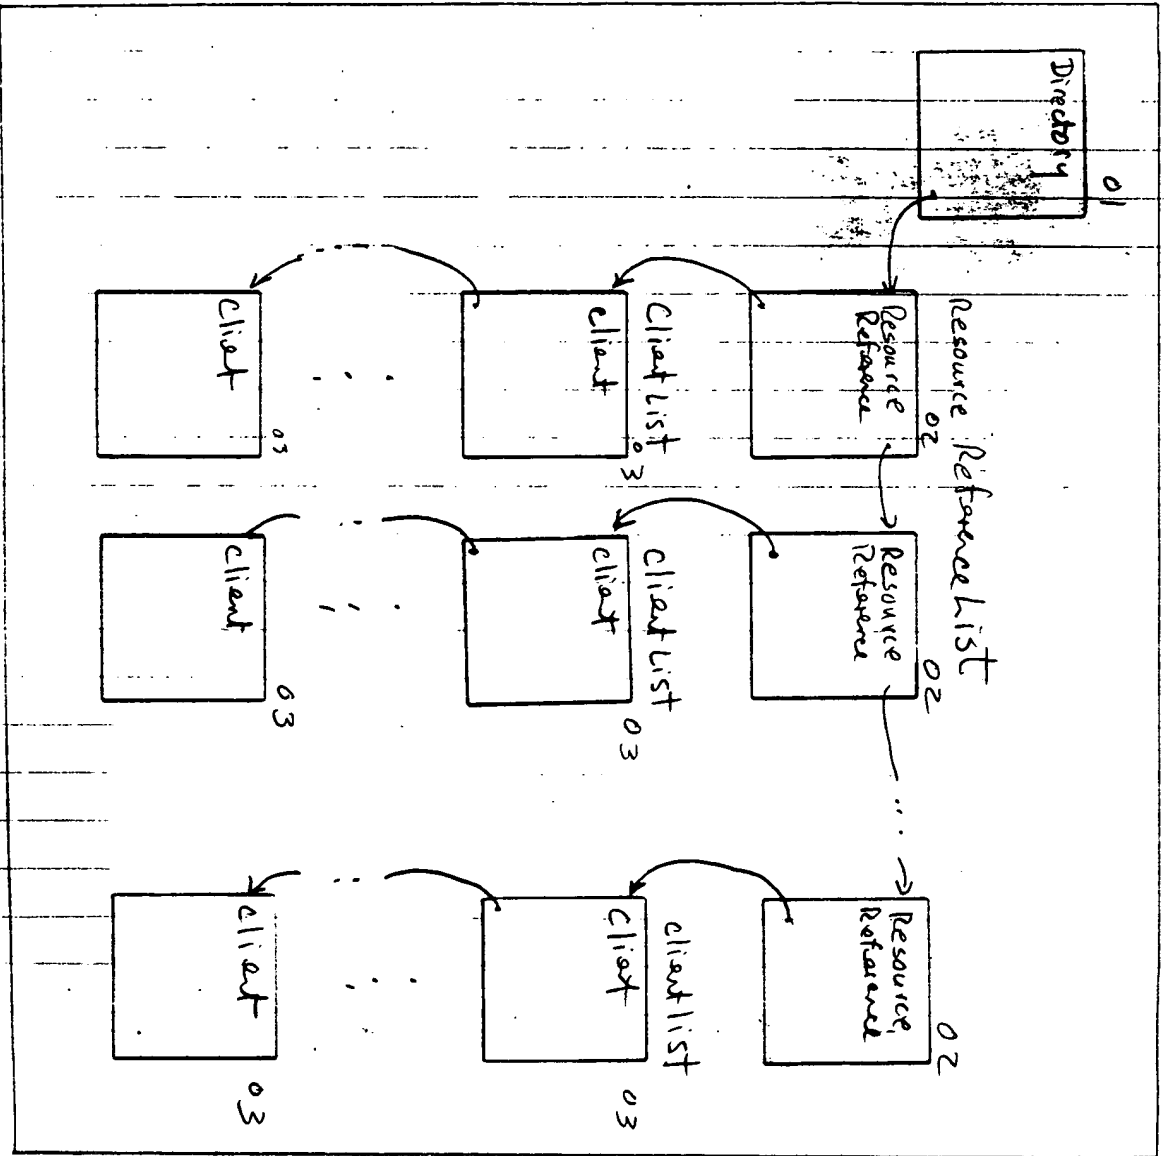 Directory
01
Resource Reference List
Resource
Reference
02
Resource
Reference
02
Resource
Reference
02
Client List
client
03
Client List
client
03
client list
Client
03
Client
03
client
03
client
03